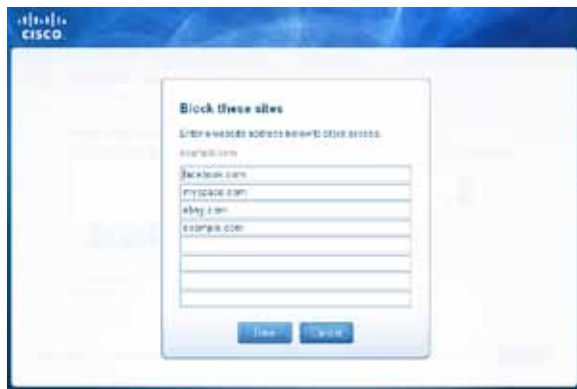 CISCO
Block these sites
Enter a website address below to block access.
example.com
facebook.com
myspace.com
ebay.com
example.com
Save Cancel